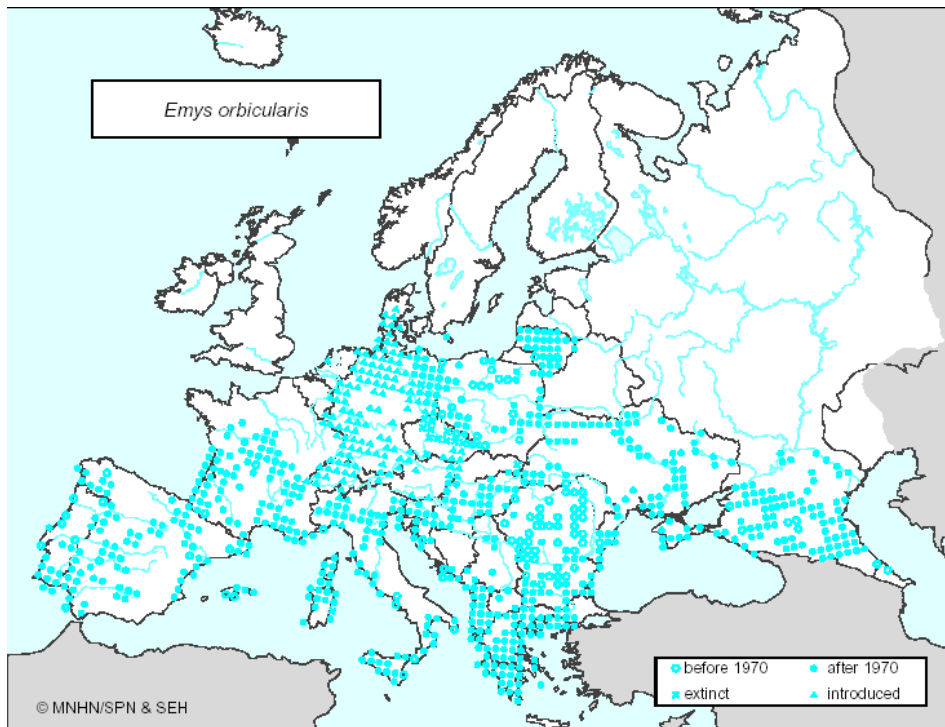 Emys orbicularis
before 1970 after 1970
extinct introduced
© MNHN/SPN & SEH